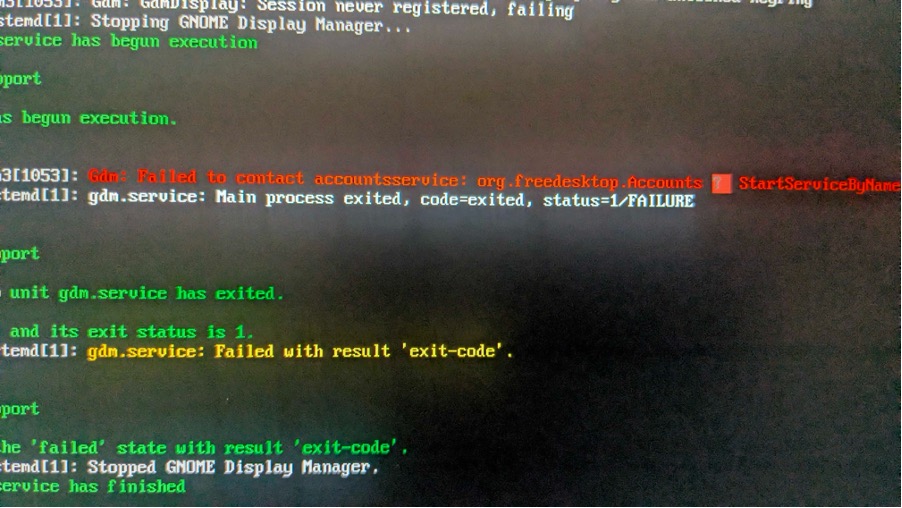 Gdm: GdmDisplay: Session never registered, failing
stemd[1]: Stopping GNOME Display Manager...
service has begun execution
pport
as begun execution.
m3[1053]: Gdm: Failed to contact accountsservice: org.freedesktop.Accounts StartServiceByName
stemd[1]: gdm.service: Main process exited, code=exited, status=1/FAILURE
pport
unit gdm.service has exited.
and its exit status is 1.
stemd[1]: gdm.service: Failed with result 'exit-code'.
pport
the 'failed' state with result 'exit-code'.
stemd[1]: Stopped GNOME Display Manager.
service has finished